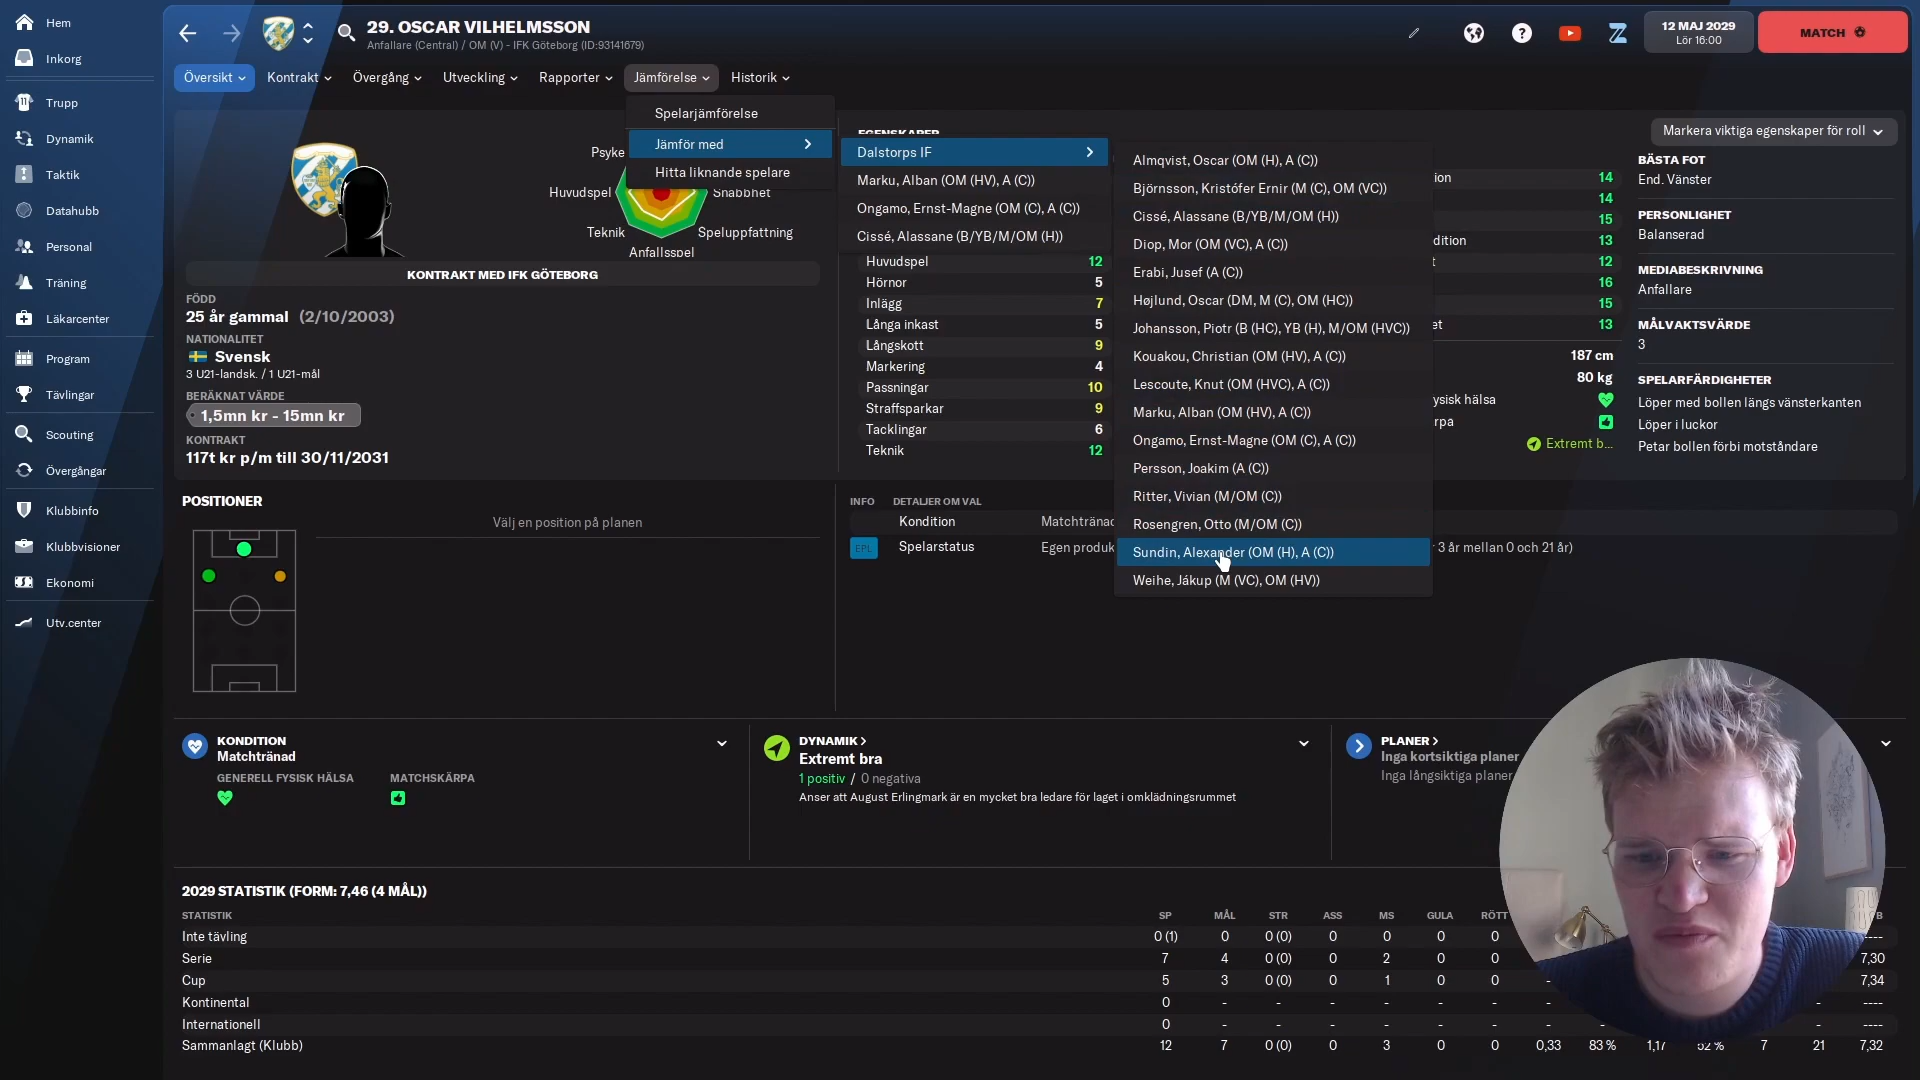 Hem
Inkorg
Trupp
Dynamik
Taktik
Datahubb
Personal
Träning
Läkarcenter
Program
Tävlingar
Scouting
Övergångar
Klubbinfo
Klubbvisioner
Ekonomi
Utv.center
29. OSCAR VILHELMSSON
Anfallare (Central) / OM (V) - IFK Göteborg (ID:93141679)
12 MAJ 2029
Lör 16:00
MATCH
Översikt
Kontrakt
Övergång
Utveckling
Rapporter
Jämförelse
Historik
Spelarjämförelse
Jämför med
Hitta liknande spelare
Dalstorps IF
Marku, Alban (OM (HV), A (C))
Ongamo, Ernst-Magne (OM (C), A (C))
Cissé, Alassane (B/YB/M/OM (H))
Almqvist, Oscar (OM (H), A (C))
Björnsson, Kristófer Ernir (M (C), OM (VC))
Cissé, Alassane (B/YB/M/OM (H))
Diop, Mor (OM (VC), A (C))
Erabi, Jusef (A (C))
Højlund, Oscar (DM, M (C), OM (HC))
Johansson, Piotr (B (HC), YB (H), M/OM (HVC))
Kouakou, Christian (OM (HV), A (C))
Lescoute, Knut (OM (HVC), A (C))
Marku, Alban (OM (HV), A (C))
Ongamo, Ernst-Magne (OM (C), A (C))
Persson, Joakim (A (C))
Ritter, Vivian (M/OM (C))
Rosengren, Otto (M/OM (C))
Sundin, Alexander (OM (H), A (C))
Weihe, Jákup (M (VC), OM (HV))
Psyke
Huvudspel
Snabbhet
Teknik
Speluppfattning
Anfallsspel
KONTRAKT MED IFK GÖTEBORG
FÖDD
25 år gammal (2/10/2003)
NATIONALITET
Svensk
3 U21-landsk. / 1 U21-mål
BERÄKNAT VÄRDE
1,5mn kr - 15mn kr
KONTRAKT
117t kr p/m till 30/11/2031
EGENSKAPER
Huvudspel 12
Hörnor 5
Inlägg 7
Långa inkast 5
Långskott 9
Markering 4
Passningar 10
Straffsparkar 9
Tacklingar 6
Teknik 12
Markera viktiga egenskaper för roll
ion 14
14
15
dition 13
t 12
16
15
et 13
187 cm
80 kg
ysisk hälsa
rpa
Extremt b...
BÄSTA FOT
End. Vänster
PERSONLIGHET
Balanserad
MEDIABESKRIVNING
Anfallare
MÅLVAKTSVÄRDE
3
SPELARFÄRDIGHETER
Löper med bollen längs vänsterkanten
Löper i luckor
Petar bollen förbi motståndare
POSITIONER
Välj en position på planen
INFO DETALJER OM VAL
Kondition Matchtränad
EPL Spelarstatus Egen produk 3 år mellan 0 och 21 år)
KONDITION
Matchtränad
GENERELL FYSISK HÄLSA
MATCHSKÄRPA
DYNAMIK >
Extremt bra
1 positiv / 0 negativa
Anser att August Erlingmark är en mycket bra ledare för laget i omklädningsrummet
PLANER >
Inga kortsiktiga planer
Inga långsiktiga planer
2029 STATISTIK (FORM: 7,46 (4 MÅL))
STATISTIK SP MÅL STR ASS MS GULA RÖTT B
Inte tävling 0 (1) 0 0 (0) 0 0 0 0 ----
Serie 7 4 0 (0) 0 2 0 0 7,30
Cup 5 3 0 (0) 0 1 0 0 - 7,34
Kontinental 0 - - - - - - - - ----
Internationell 0 - - - - - - - - - - - ----
Sammanlagt (Klubb) 12 7 0 (0) 0 3 0 0 0,33 83 % 1,17 52 % 7 21 7,32